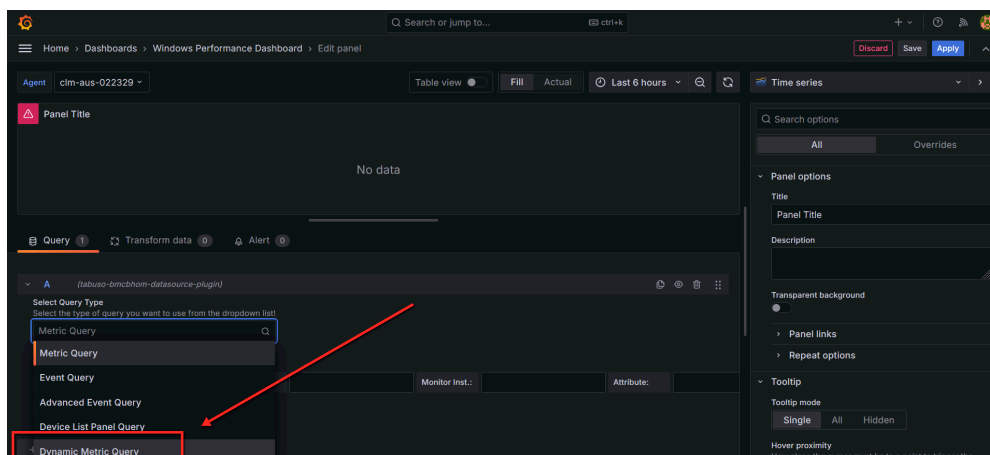 Search or jump to...
ctrl+k
Home › Dashboards › Windows Performance Dashboard › Edit panel
Discard
Save
Apply
Agent
clm-aus-022329
Table view
Fill
Actual
Last 6 hours
Time series
Panel Title
No data
Search options
All
Overrides
Panel options
Title
Panel Title
Description
Query 1
Transform data 0
Alert 0
A
(tabuso-bmcbhom-datasource-plugin)
Select Query Type
Select the type of query you want to use from the dropdown list!
Metric Query
Metric Query
Event Query
Advanced Event Query
Device List Panel Query
Dynamic Metric Query
Monitor Inst.:
Attribute:
Transparent background
Panel links
Repeat options
Tooltip
Tooltip mode
Single
All
Hidden
Hover proximity